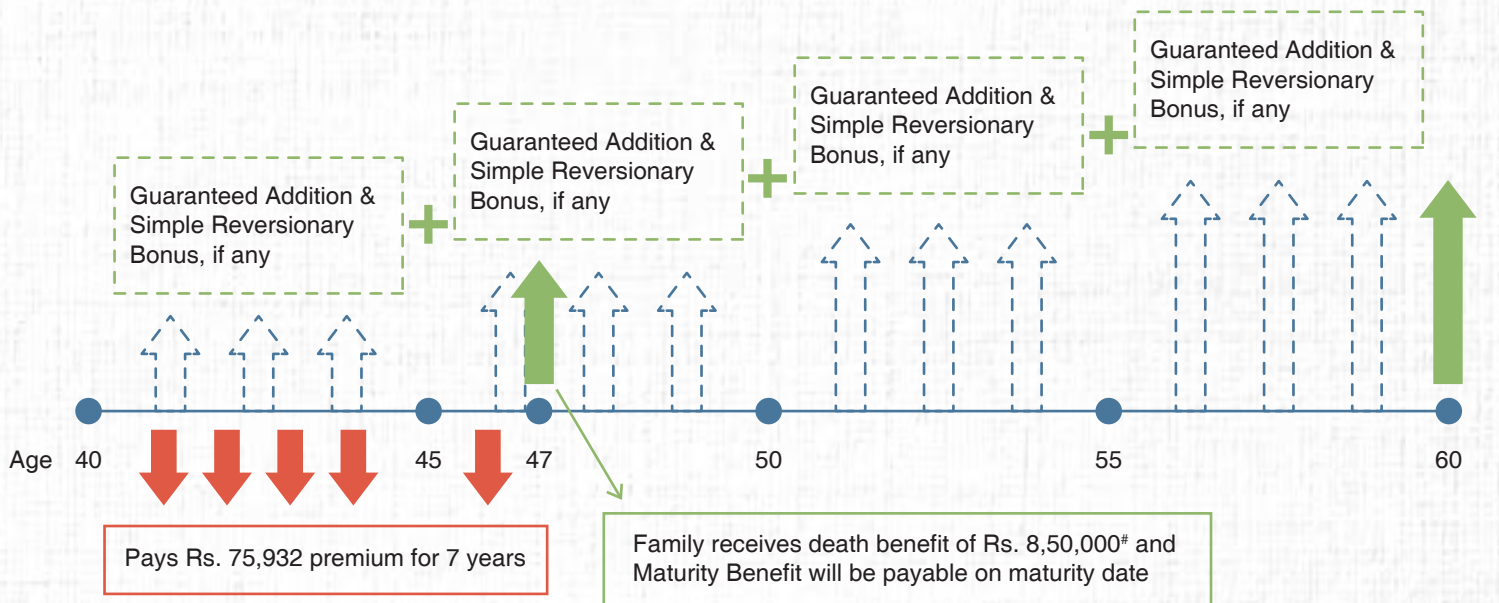 Guaranteed Addition &
Simple Reversionary
Bonus, if any
+
Guaranteed Addition &
Simple Reversionary
Bonus, if any
+
Guaranteed Addition &
Simple Reversionary
Bonus, if any
+
Guaranteed Addition &
Simple Reversionary
Bonus, if any
Age 40 45 47 50 55 60
Pays Rs. 75,932 premium for 7 years
Family receives death benefit of Rs. 8,50,000# and
Maturity Benefit will be payable on maturity date